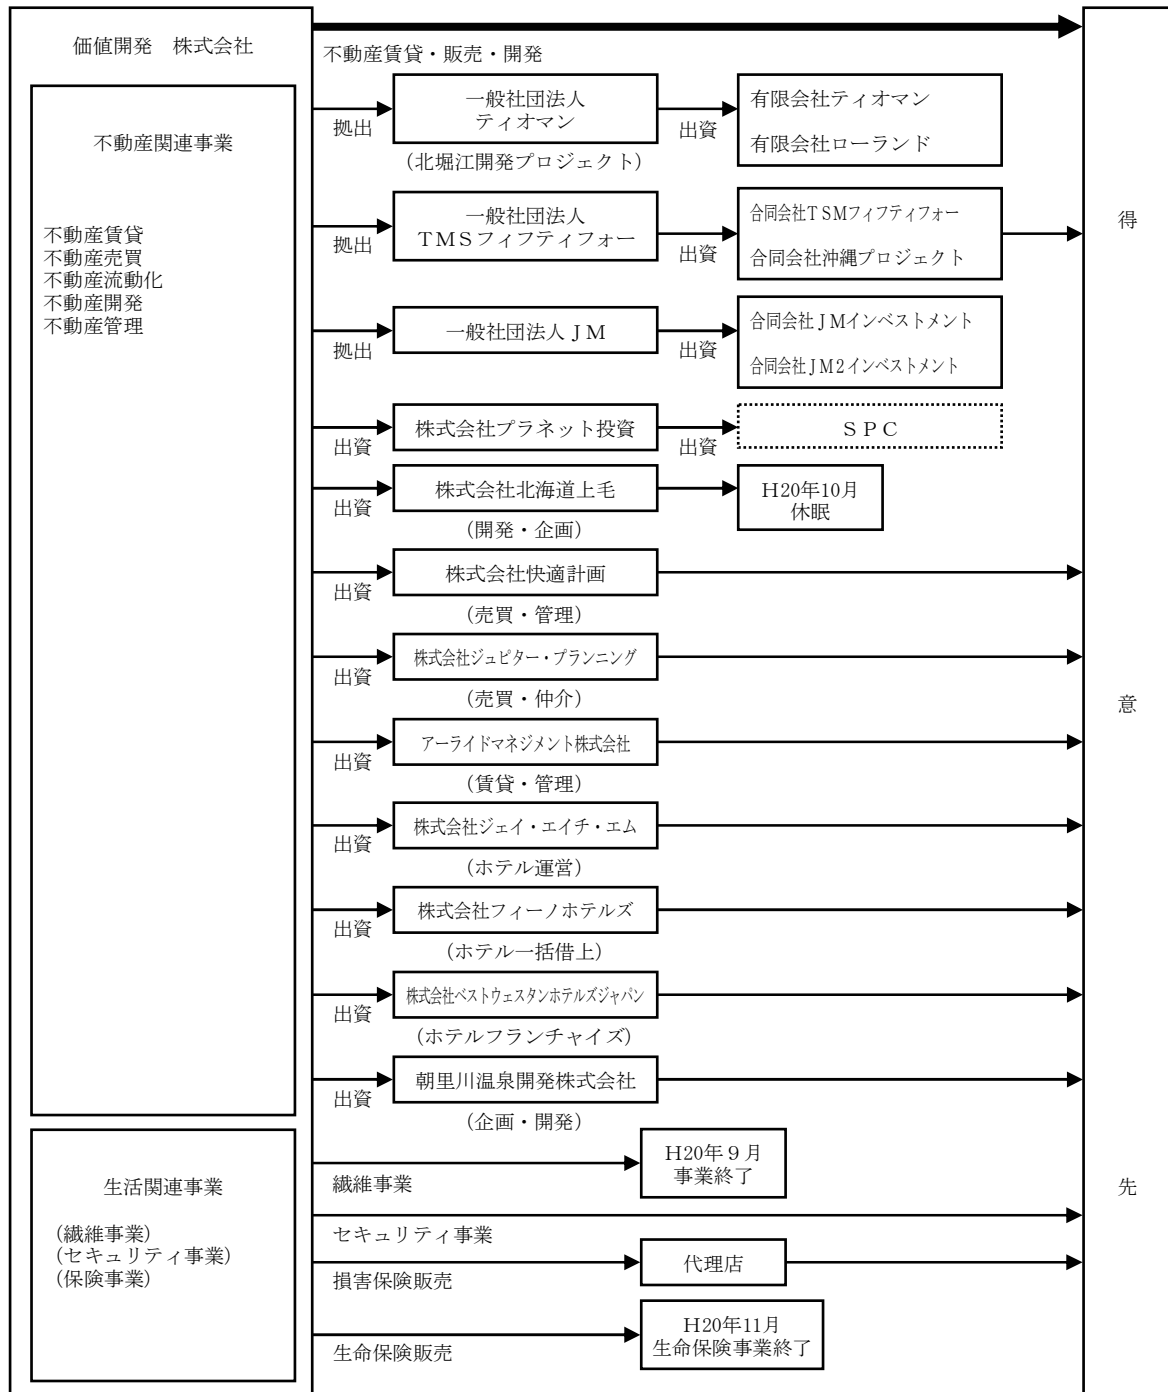 価値開発　株式会社
不動産賃貸・販売・開発
不動産関連事業
不動産賃貸
不動産売買
不動産流動化
不動産開発
不動産管理
拠出
一般社団法人
ティオマン
(北堀江開発プロジェクト)
出資
有限会社ティオマン
有限会社ローランド
拠出
一般社団法人
ＴＭＳフィフティフォー
出資
合同会社ＴＳＭフィフティフォー
合同会社沖縄プロジェクト
拠出
一般社団法人ＪＭ
出資
合同会社ＪＭインベストメント
合同会社ＪＭ２インベストメント
出資
株式会社プラネット投資
出資
ＳＰＣ
出資
株式会社北海道上毛
(開発・企画)
H20年10月
休眠
出資
株式会社快適計画
(売買・管理)
出資
株式会社ジュピター・プランニング
(売買・仲介)
出資
アーライドマネジメント株式会社
(賃貸・管理)
出資
株式会社ジェイ・エイチ・エム
(ホテル運営)
出資
株式会社フィーノホテルズ
(ホテル一括借上)
出資
株式会社ベストウェスタンホテルズジャパン
(ホテルフランチャイズ)
出資
朝里川温泉開発株式会社
(企画・開発)
生活関連事業
(繊維事業)
(セキュリティ事業)
(保険事業)
繊維事業
H20年９月
事業終了
セキュリティ事業
損害保険販売
代理店
生命保険販売
H20年11月
生命保険事業終了
得
意
先